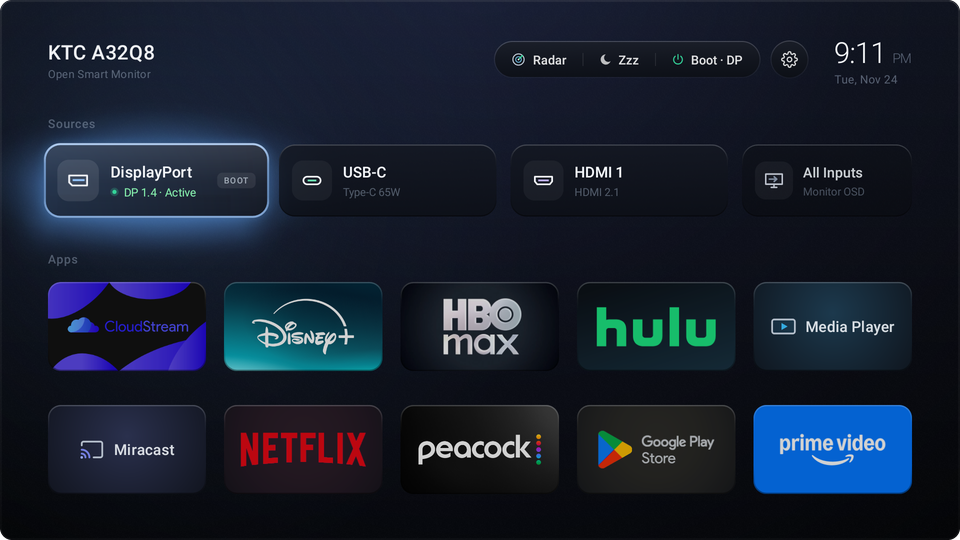 KTC A32Q8
Open Smart Monitor
Radar
Zzz
Boot · DP
9:11 PM
Tue, Nov 24
Sources
DisplayPort
DP 1.4 · Active
BOOT
USB-C
Type-C 65W
HDMI 1
HDMI 2.1
All Inputs
Monitor OSD
Apps
CloudStream
Disney+
HBO
max
hulu
Media Player
Miracast
NETFLIX
peacock
Google Play
Store
prime video